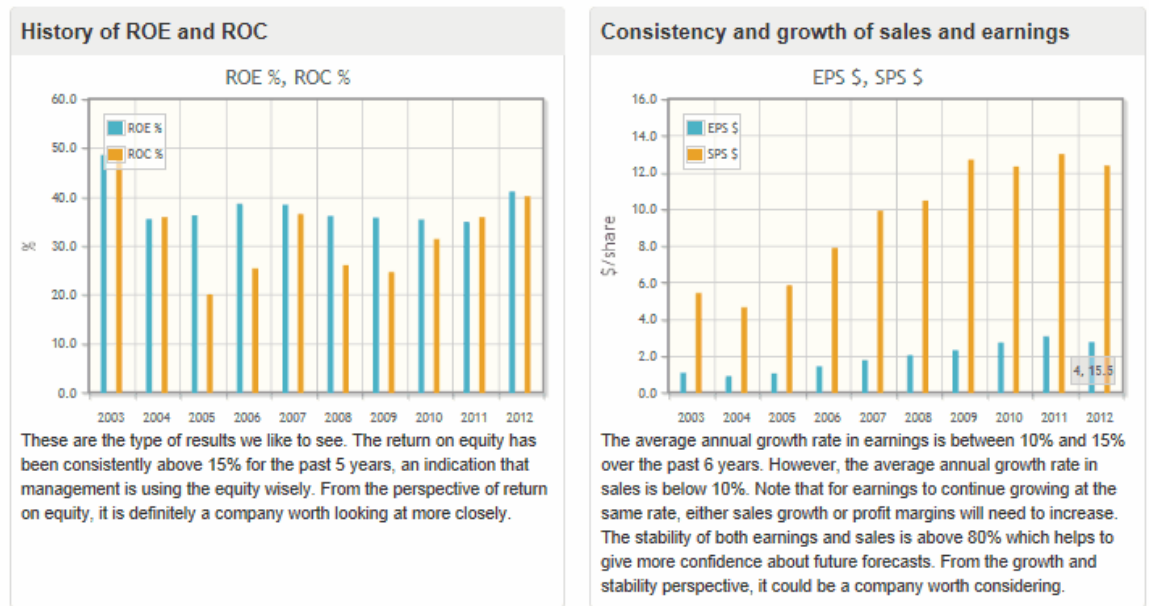 History of ROE and ROC
ROE %, ROC %
60.0
50.0
40.0
30.0
20.0
10.0
0.0
%
ROE %
ROC %
2003 2004 2005 2006 2007 2008 2009 2010 2011 2012
These are the type of results we like to see. The return on equity has
been consistently above 15% for the past 5 years, an indication that
management is using the equity wisely. From the perspective of return
on equity, it is definitely a company worth looking at more closely.
Consistency and growth of sales and earnings
EPS $, SPS $
16.0
14.0
12.0
10.0
8.0
6.0
4.0
2.0
0.0
$/share
EPS $
SPS $
4, 15.5
2003 2004 2005 2006 2007 2008 2009 2010 2011 2012
The average annual growth rate in earnings is between 10% and 15%
over the past 6 years. However, the average annual growth rate in
sales is below 10%. Note that for earnings to continue growing at the
same rate, either sales growth or profit margins will need to increase.
The stability of both earnings and sales is above 80% which helps to
give more confidence about future forecasts. From the growth and
stability perspective, it could be a company worth considering.